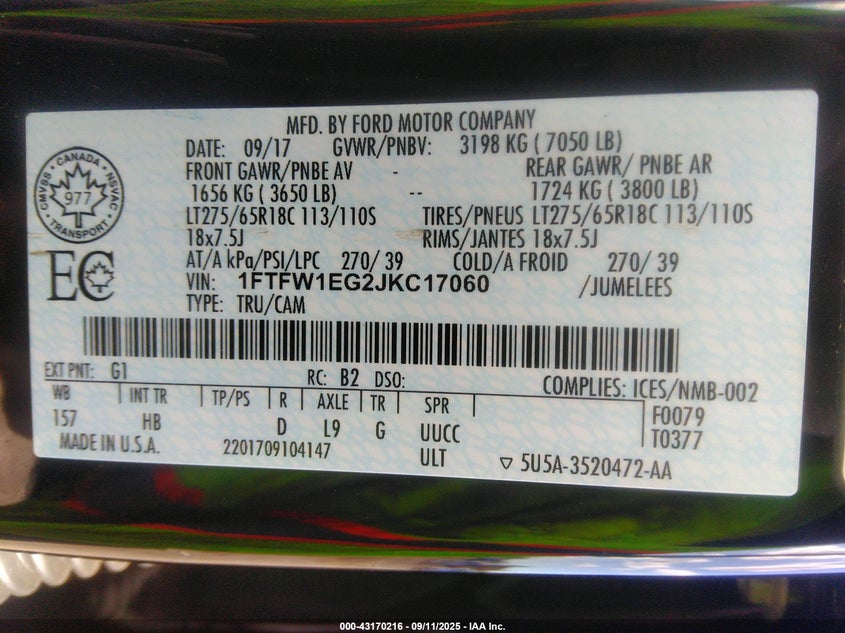 MFD. BY FORD MOTOR COMPANY
DATE: 09/17 GVWR/PNBV: 3198 KG ( 7050 LB)
FRONT GAWR/PNBE AV - REAR GAWR/ PNBE AR
1656 KG ( 3650 LB) -- 1724 KG ( 3800 LB)
LT275/65R18C 113/110S TIRES/PNEUS LT275/65R18C 113/110S
18x7.5J RIMS/JANTES 18x7.5J
AT/A kPa/PSI/LPC 270/ 39 COLD/A FROID 270/ 39
VIN: 1FTFW1EG2JKC17060 /JUMELEES
TYPE: TRU/CAM
CANADA
CMVSS
NSVAC
977
TRANSPORT
EC
EXT PNT: G1 RC: B2 DSO: COMPLIES: ICES/NMB-002
WB INT TR TP/PS R AXLE TR SPR F0079
157 HB D L9 G UUCC T0377
MADE IN U.S.A. 2201709104147 ULT ▽ 5U5A-3520472-AA
000-43170216 - 09/11/2025 - IAA Inc.